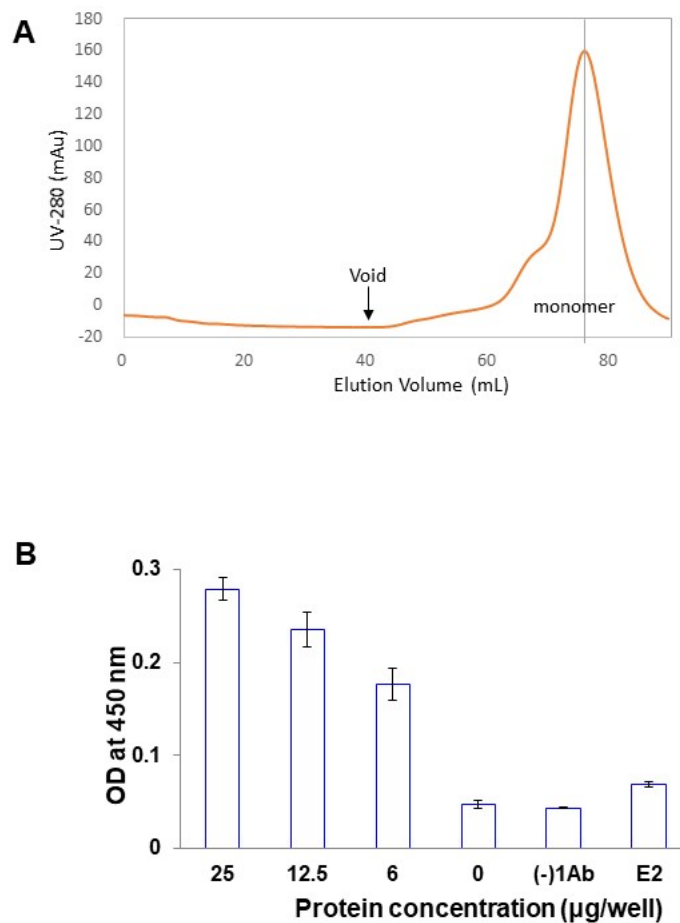 A
180
160
140
120
100
80
60
40
20
0
-20
UV-280 (mAu)
Void
monomer
0 20 40 60 80
Elution Volume (mL)
B
0.3
0.2
0.1
0
OD at 450 nm
25 12.5 6 0 (-)1Ab E2
Protein concentration (µg/well)